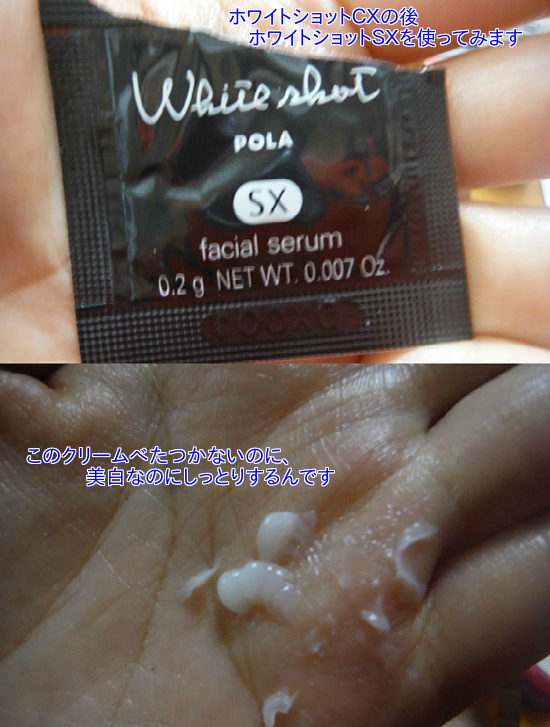 ホワイトショットCXの後
ホワイトショットSXを使ってみます
White shot
POLA
SX
facial serum
0.2 g NET WT. 0.007 Oz.
このクリームべたつかないのに、
美白なのにしっとりするんです